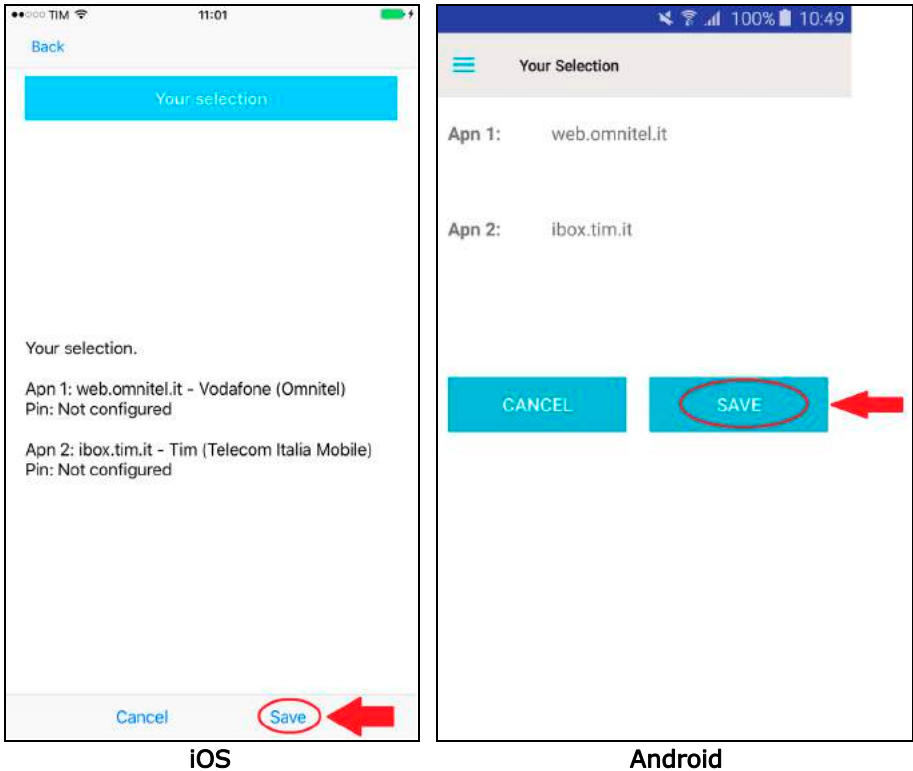 TIM
11:01
Back
Your selection
Your selection.
Apn 1: web.omnitel.it - Vodafone (Omnitel)
Pin: Not configured
Apn 2: ibox.tim.it - Tim (Telecom Italia Mobile)
Pin: Not configured
Cancel
Save
iOS
100%
10:49
Your Selection
Apn 1:
web.omnitel.it
Apn 2:
ibox.tim.it
CANCEL
SAVE
Android